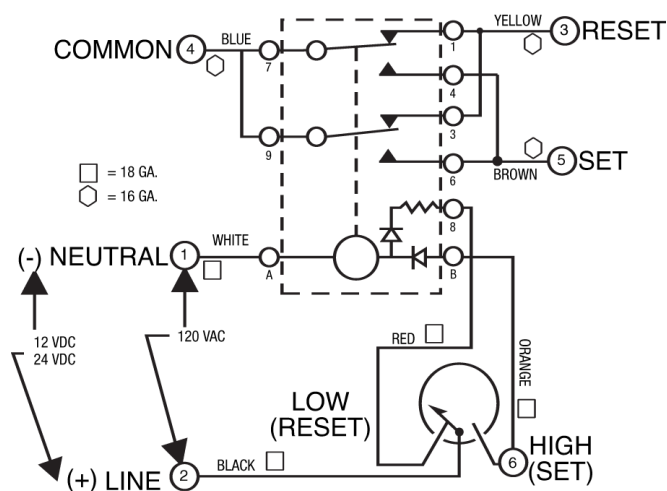 COMMON 4 BLUE 7 1 YELLOW 3 RESET
4
9 3
6 BROWN 5 SET
= 18 GA.
= 16 GA.
8
(-) NEUTRAL 1 WHITE A B
12 VDC
24 VDC
120 VAC
RED
ORANGE
LOW
(RESET)
(+) LINE 2 BLACK
6 HIGH
(SET)